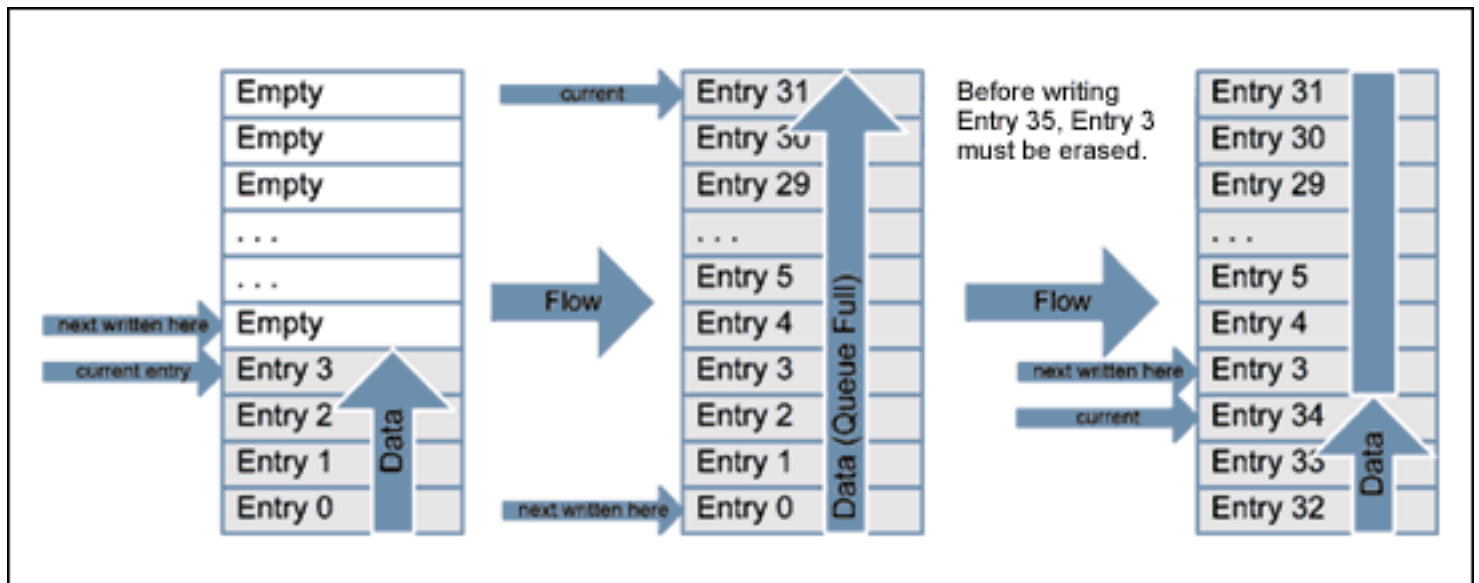 Empty
Empty
Empty
. . .
. . .
next written here
Empty
current entry
Entry 3
Entry 2
Entry 1
Entry 0
Data
Flow
current
Entry 31
Entry 30
Entry 29
. . .
Entry 5
Entry 4
Entry 3
Entry 2
Entry 1
next written here
Entry 0
Data (Queue Full)
Before writing
Entry 35, Entry 3
must be erased.
Flow
Entry 31
Entry 30
Entry 29
. . .
Entry 5
Entry 4
next written here
Entry 3
current
Entry 34
Entry 33
Entry 32
Data